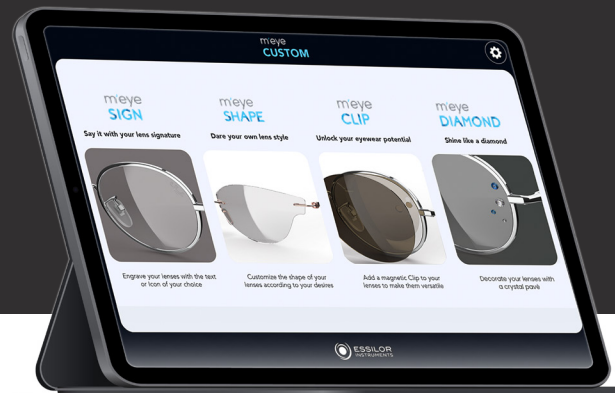 m'eye
CUSTOM
m'eye
SIGN
Say it with your lens signature
Engrave your lenses with the text
or Icon of your choice
m'eye
SHAPE
Dare your own lens style
Customize the shape of your
lenses according to your desires
m'eye
CLIP
Unlock your eyewear potential
Add a magnetic Clip to your
lenses to make them versatile
m'eye
DIAMOND
Shine like a diamond
Decorate your lenses with
a crystal pavé
ESSILOR
INSTRUMENTS